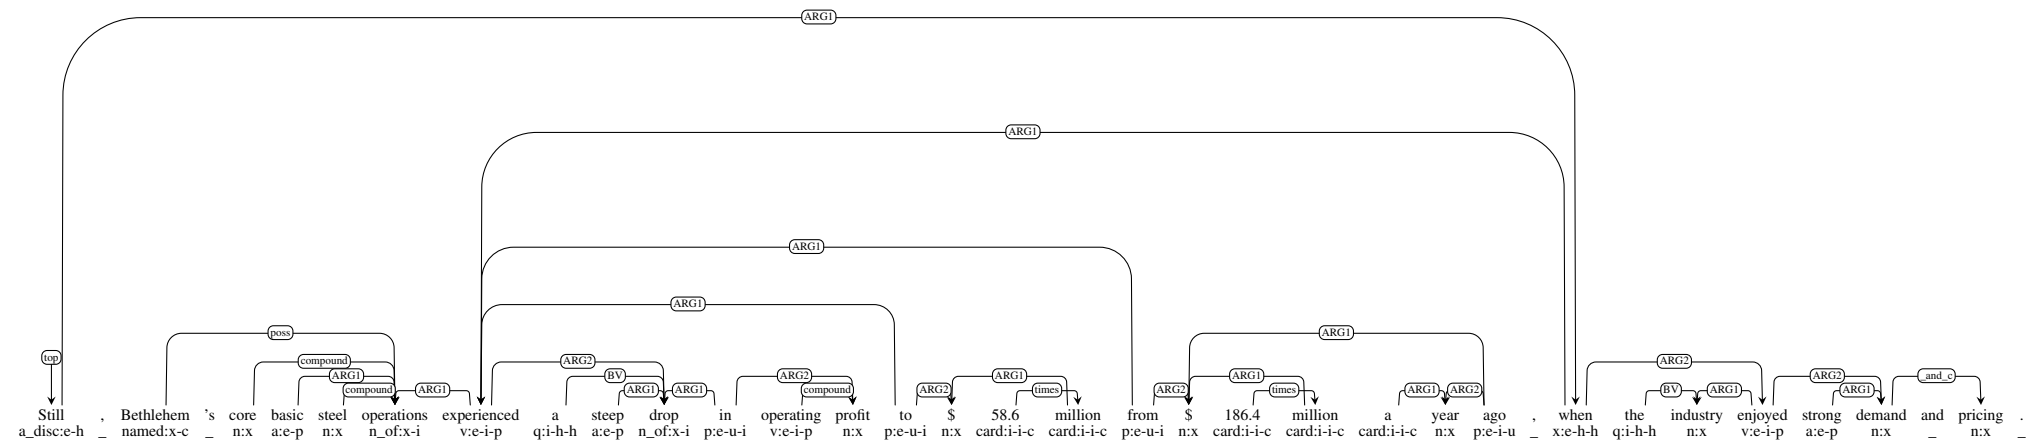 ARG1
ARG1
ARG1
ARG1
poss ARG1
top compound ARG2 ARG2
ARG1 BV ARG2 ARG1 ARG1 ARG2 _and_c
compound ARG1 ARG1 ARG1 compound ARG2 times ARG2 times ARG1 ARG2 BV ARG1 ARG1
Still , Bethlehem 's core basic steel operations experienced a steep drop in operating profit to $ 58.6 million from $ 186.4 million a year ago , when the industry enjoyed strong demand and pricing .
a_disc:e-h _ named:x-c _ n:x a:e-p n:x n_of:x-i v:e-i-p q:i-h-h a:e-p n_of:x-i p:e-u-i v:e-i-p n:x p:e-u-i n:x card:i-i-c card:i-i-c p:e-u-i n:x card:i-i-c card:i-i-c card:i-i-c n:x p:e-i-u _ x:e-h-h q:i-h-h n:x v:e-i-p a:e-p n:x _ n:x _